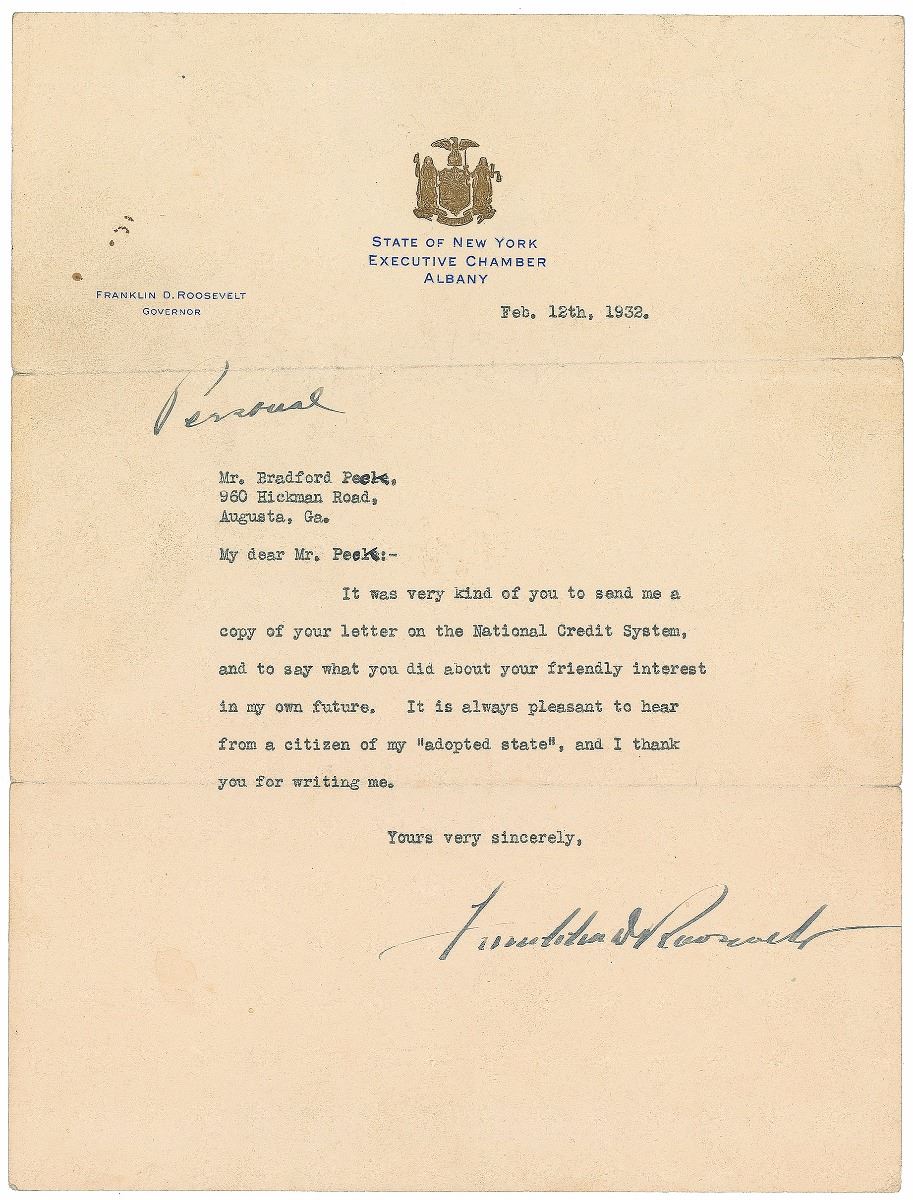 STATE OF NEW YORK
EXECUTIVE CHAMBER
ALBANY
FRANKLIN D. ROOSEVELT
GOVERNOR
Feb. 12th, 1932.
Personal
Mr. Bradford Peck,
960 Hickman Road,
Augusta, Ga.
My dear Mr. Peck:-
It was very kind of you to send me a
copy of your letter on the National Credit System,
and to say what you did about your friendly interest
in my own future. It is always pleasant to hear
from a citizen of my "adopted state", and I thank
you for writing me.
Yours very sincerely,
Franklin D Roosevelt